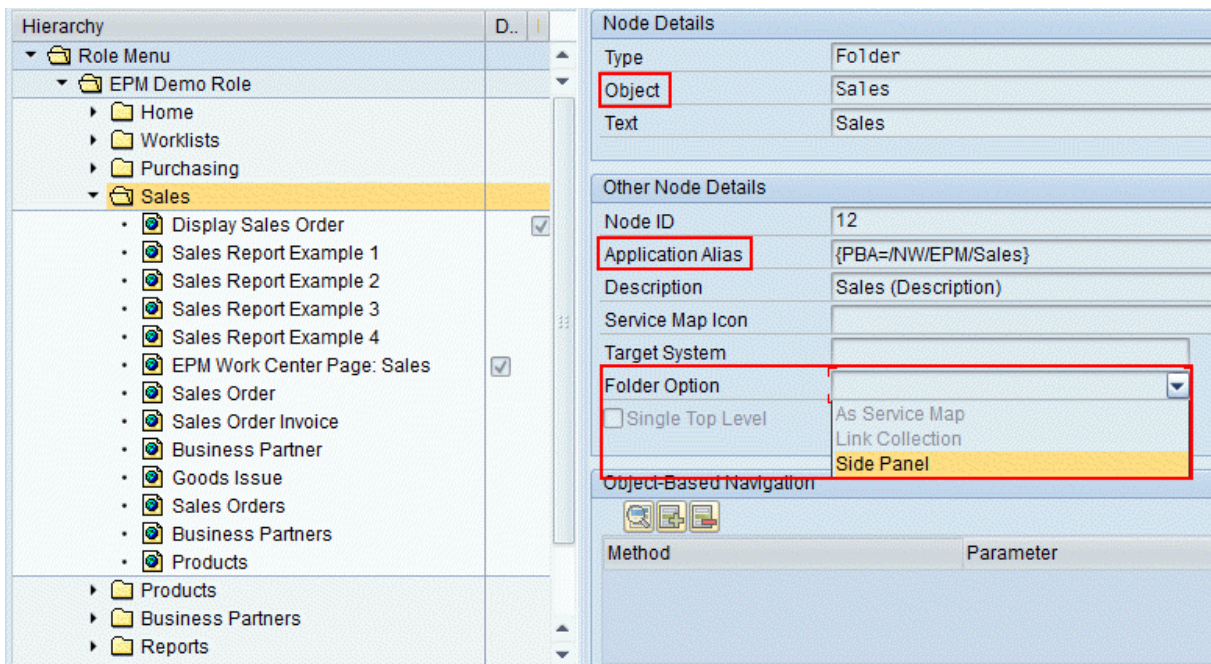 Hierarchy
D..
Role Menu
EPM Demo Role
Home
Worklists
Purchasing
Sales
Display Sales Order
Sales Report Example 1
Sales Report Example 2
Sales Report Example 3
Sales Report Example 4
EPM Work Center Page: Sales
Sales Order
Sales Order Invoice
Business Partner
Goods Issue
Sales Orders
Business Partners
Products
Products
Business Partners
Reports
Node Details
Type Folder
Object Sales
Text Sales
Other Node Details
Node ID 12
Application Alias {PBA=/NW/EPM/Sales}
Description Sales (Description)
Service Map Icon
Target System
Folder Option
Single Top Level As Service Map
Link Collection
Side Panel
Object-Based Navigation
Method Parameter